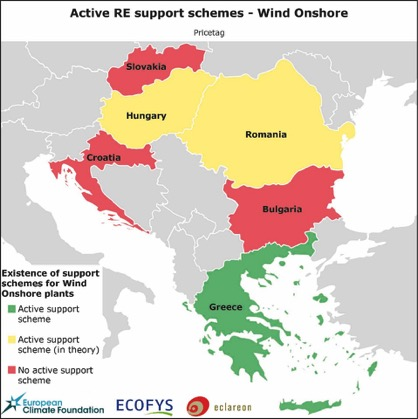 Active RE support schemes - Wind Onshore
Pricetag
Slovakia
Hungary
Romania
Croatia
Bulgaria
Greece
Existence of support
schemes for Wind
Onshore plants
Active support
scheme
Active support
scheme (in theory)
No active support
scheme
European
Climate Foundation
ECOFYS
eclareon